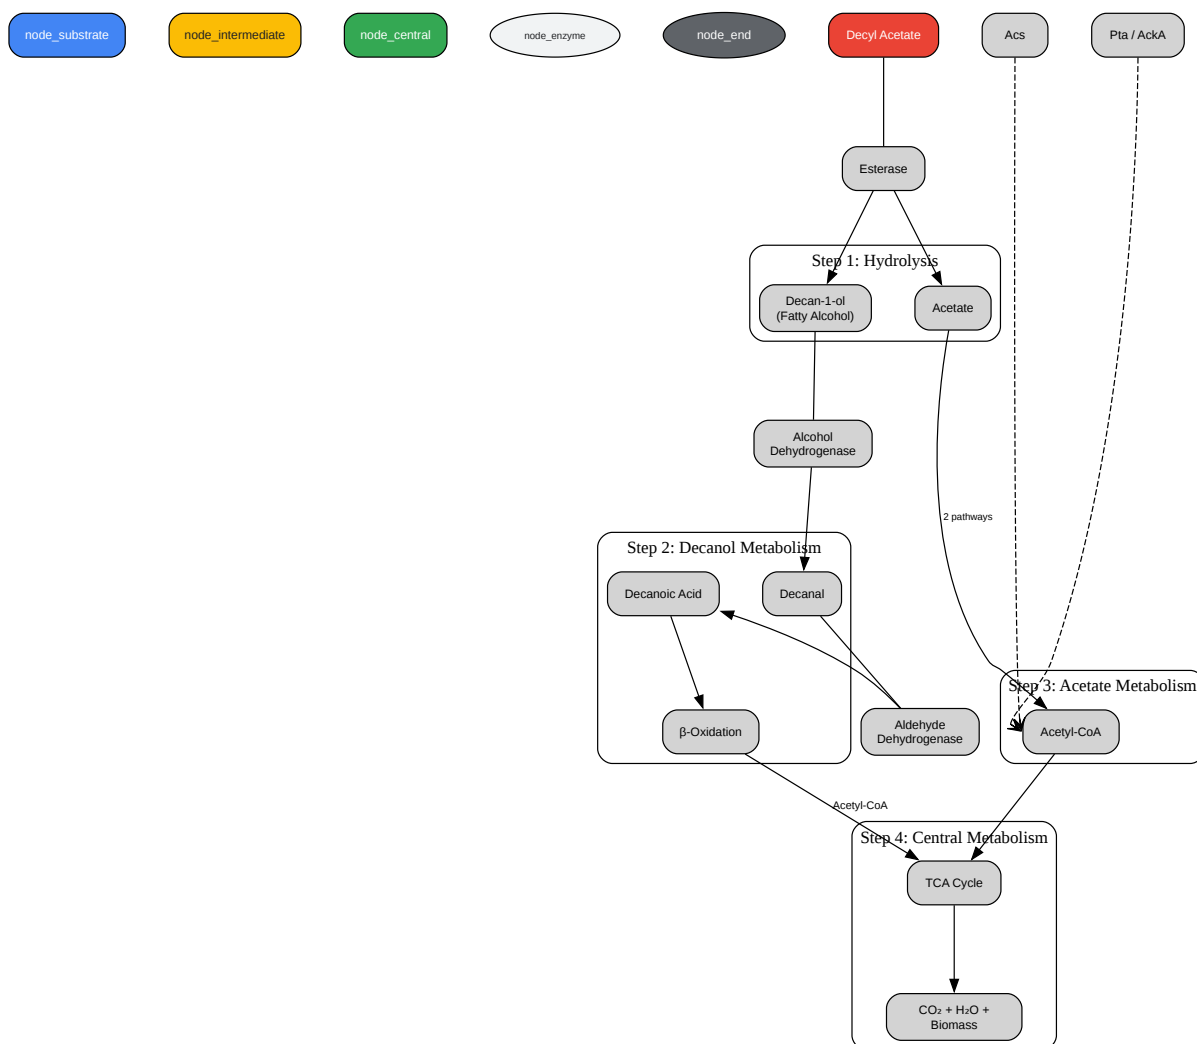 node_substrate
node_intermediate
node_central
node_enzyme
node_end
Decyl Acetate
Acs
Pta / AckA
Esterase
Step 1: Hydrolysis
Decan-1-ol
(Fatty Alcohol)
Acetate
Alcohol
Dehydrogenase
2 pathways
Step 2: Decanol Metabolism
Decanoic Acid
Decanal
Step 3: Acetate Metabolism
β-Oxidation
Aldehyde
Dehydrogenase
Acetyl-CoA
Acetyl-CoA
Step 4: Central Metabolism
TCA Cycle
CO₂ + H₂O +
Biomass